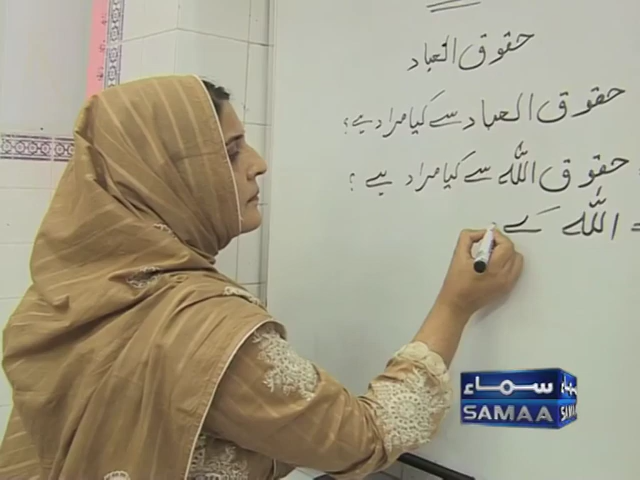 حقوق العباد
حقوق العباد سے کیا مراد ہے؟
حقوق اللہ سے کیا مراد ہے؟
اللہ کے
سماء
SAMAA